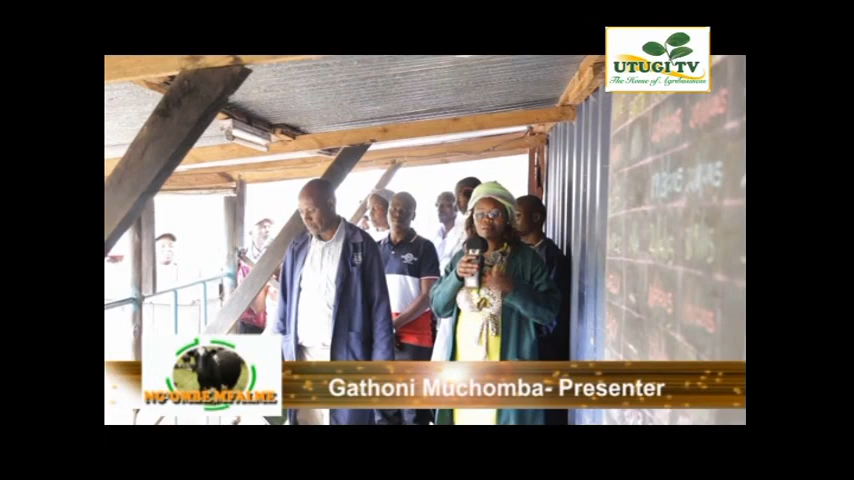 UTUGI TV
The Home of Agribusiness
NG'OMBE MFALME
Gathoni Muchomba- Presenter